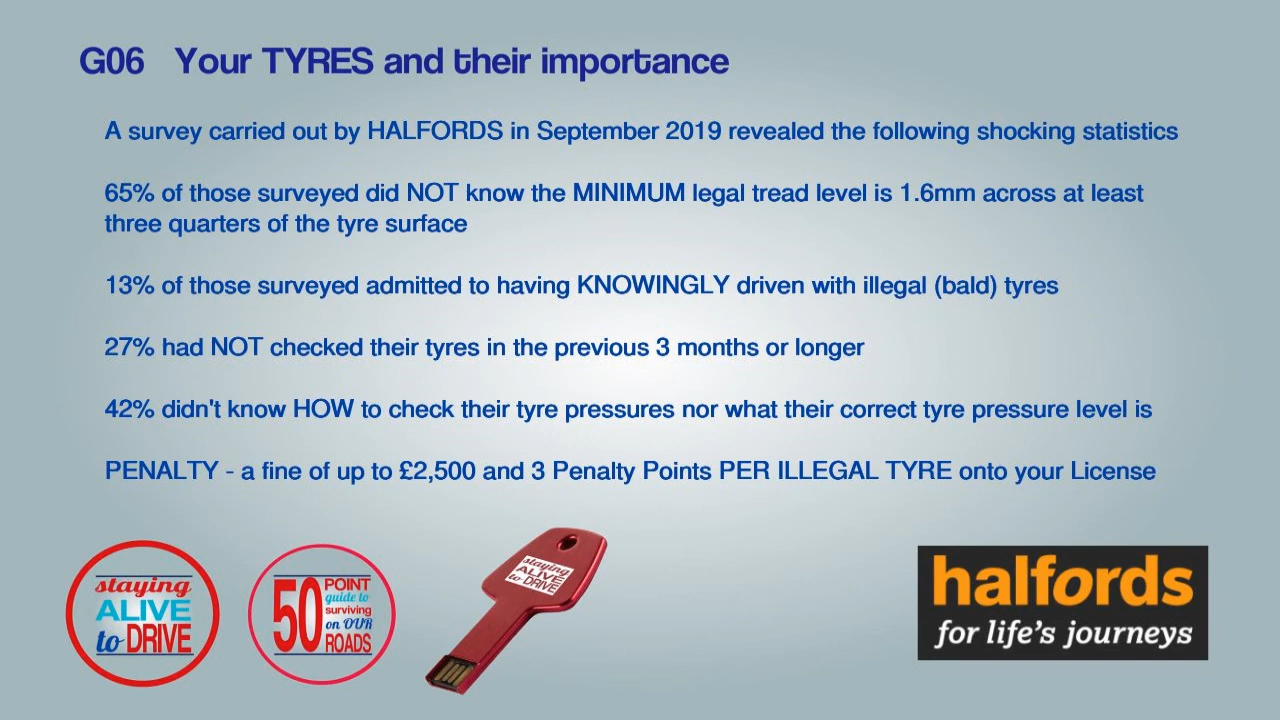 G06 Your TYRES and their importance
A survey carried out by HALFORDS in September 2019 revealed the following shocking statistics
65% of those surveyed did NOT know the MINIMUM legal tread level is 1.6mm across at least
three quarters of the tyre surface
13% of those surveyed admitted to having KNOWINGLY driven with illegal (bald) tyres
27% had NOT checked their tyres in the previous 3 months or longer
42% didn't know HOW to check their tyre pressures nor what their correct tyre pressure level is
PENALTY - a fine of up to £2,500 and 3 Penalty Points PER ILLEGAL TYRE onto your License
staying
ALIVE
to DRIVE
50 POINT
guide to
surviving
on OUR
ROADS
staying
ALIVE
to DRIVE
halfords
for life's journeys